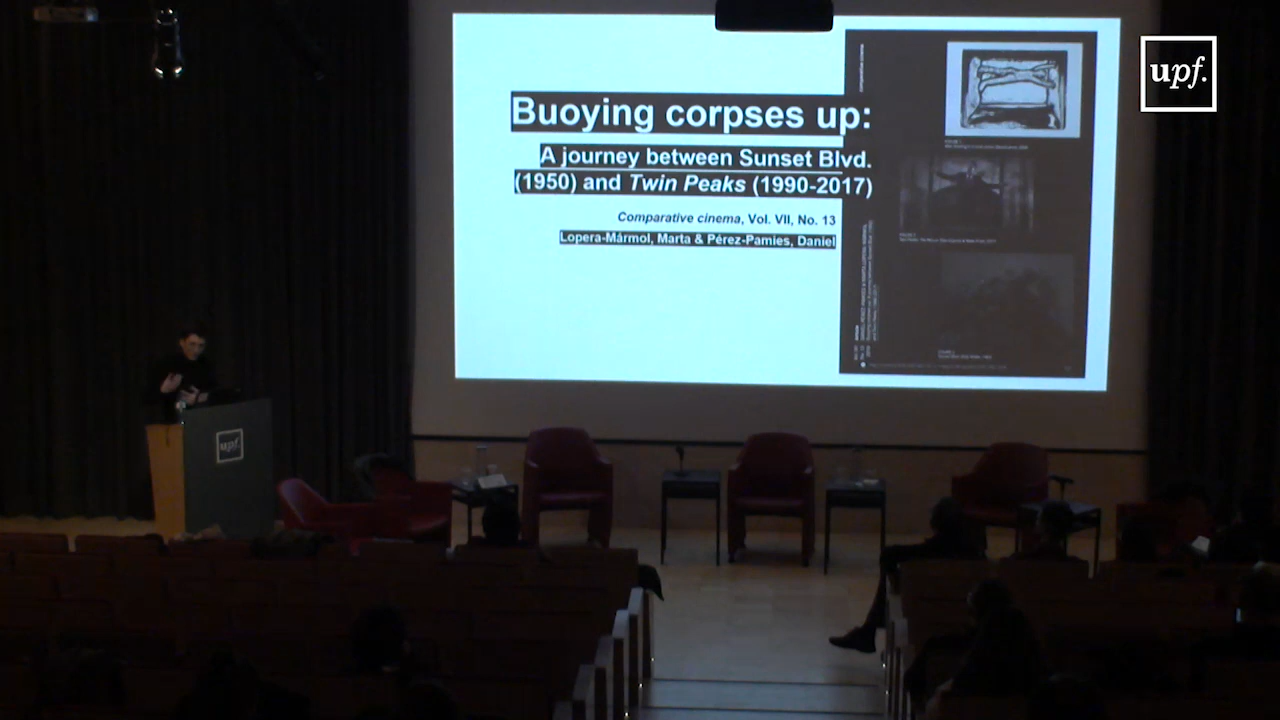 upf.
Buoying corpses up:
A journey between Sunset Blvd.
(1950) and Twin Peaks (1990-2017)
Comparative cinema, Vol. VII, No. 13
Lopera-Mármol, Marta & Pérez-Pamies, Daniel
upf.